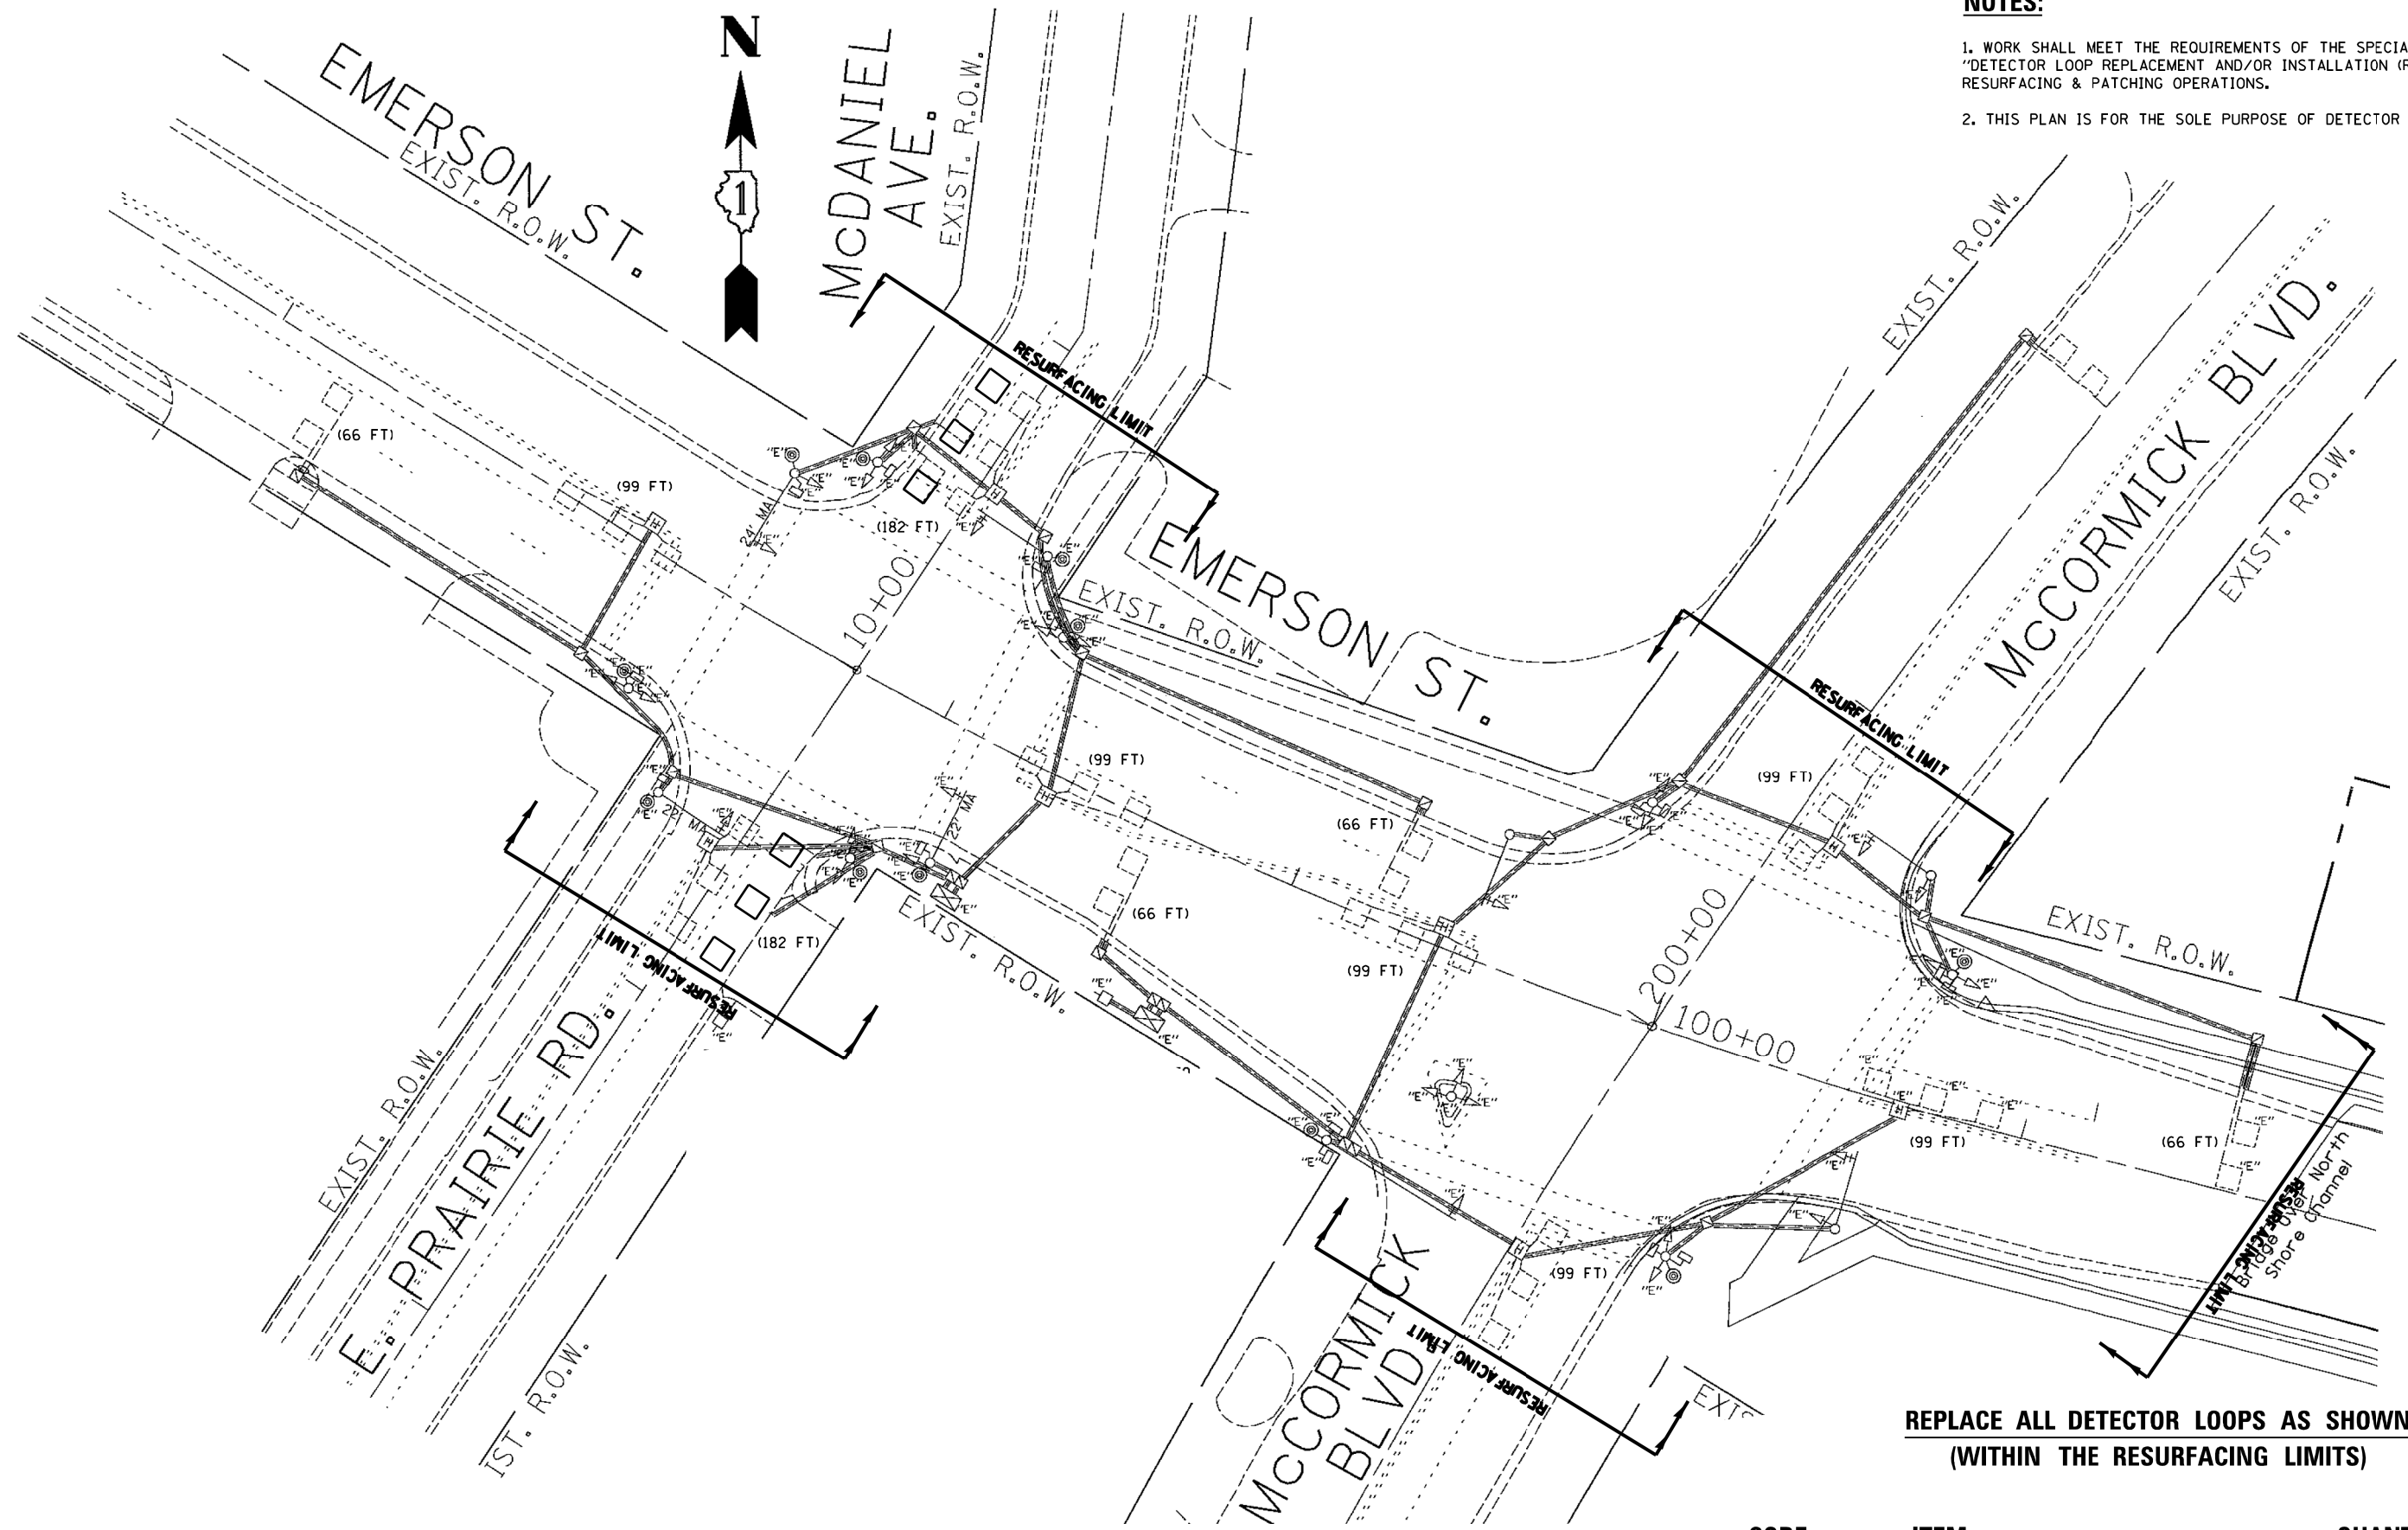 NOTES:
1. WORK SHALL MEET THE REQUIREMENTS OF THE
"DETECTOR LOOP REPLACEMENT AND/OR INSTALLATION
RESURFACING & PATCHING OPERATIONS.
2. THIS PLAN IS FOR THE SOLE PURPOSE OF DETECTOR
N
1
EMERSON ST.
EXIST. R.O.W.
McDANIEL
AVE.
EXIST. R.O.W.
RESURFACING LIMIT
EXIST. R.O.W.
McCORMICK BLVD.
EXIST. R.O.W.
(66 FT)
(99 FT)
(182 FT)
24' MA
10+00
EMERSON ST.
EXIST. R.O.W.
RESURFACING LIMIT
(99 FT)
(99 FT)
(66 FT)
22' MA
22' MA
(66 FT)
(182 FT)
RESURFACING LIMIT
EXIST. R.O.W.
(99 FT)
200+00
100+00
EXIST. R.O.W.
(99 FT)
(66 FT)
Bridge over North
Shore Channel
RESURFACING LIMIT
E. PRAIRIE RD.
EXIST. R.O.W.
IST. R.O.W.
(99 FT)
McCORMICK
BLVD.
RESURFACING LIMIT
"E"
REPLACE ALL DETECTOR LOOPS AS SHOWN
(WITHIN THE RESURFACING LIMITS)
CODE ITEM